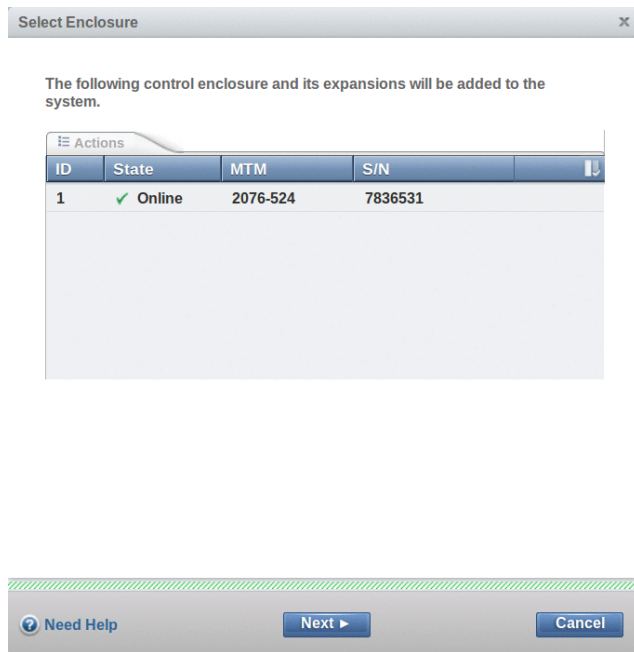 Select Enclosure
The following control enclosure and its expansions will be added to the
system.
Actions
ID State MTM S/N
1 Online 2076-524 7836531
Need Help Next Cancel